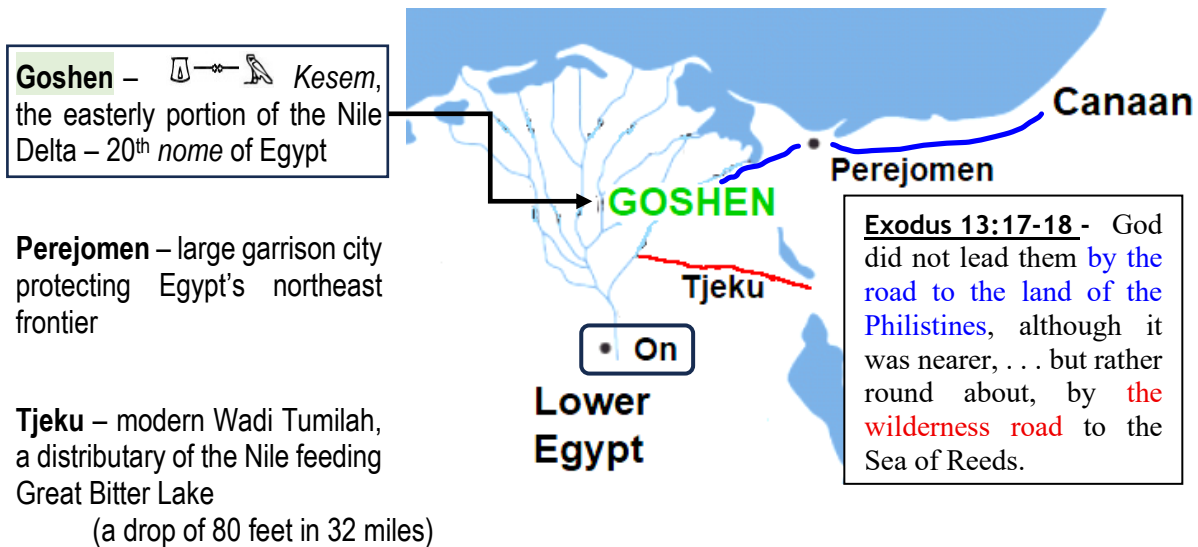 Goshen – 𓎼𓊃𓅓 Kesem,
the easterly portion of the Nile
Delta – 20th nome of Egypt
Perejomen – large garrison city
protecting Egypt's northeast
frontier
Tjeku – modern Wadi Tumilah,
a distributary of the Nile feeding
Great Bitter Lake
(a drop of 80 feet in 32 miles)
Canaan
Perejomen
GOSHEN
Tjeku
On
Lower
Egypt
Exodus 13:17-18 - God
did not lead them by the
road to the land of the
Philistines, although it
was nearer, . . . but rather
round about, by the
wilderness road to the
Sea of Reeds.